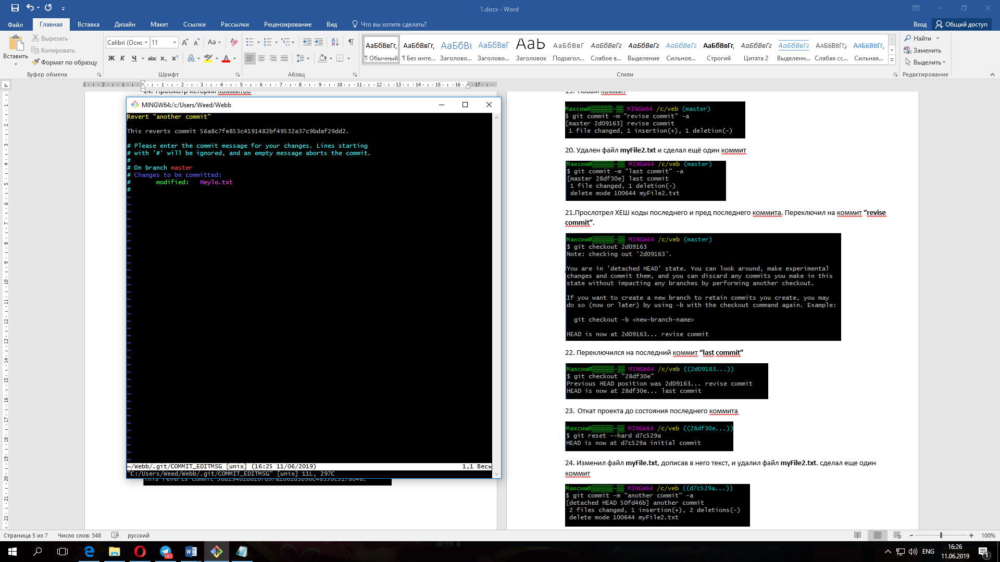 1.docx - Word
Файл Главная Вставка Дизайн Макет Ссылки Рассылки Рецензирование Вид Что вы хотите сделать? Вход Общий доступ
Вставить
Вырезать
Копировать
Формат по образцу
Буфер обмена
Calibri (Оснс 11
Шрифт
Абзац
АаБбВвГг, АаБбВвГг, АаБбВ АаБбВвГ АаЬ АаБбВвГ АаБбВвГг АаБбВвГг АаБбВвГг АаБбВвГг, АаБбВвГг АаБбВвГг АаБбВвГг, АаБбВвГг,
¶ Обычный ¶ Без инте... Заголово... Заголово... Заголовок Подзагол... Слабое в... Выделение Сильное... Строгий Цитата 2 Выделенн... Слабая сс... Сильная...
Стили
Найти
Заменить
Выделить
Редактирование
14. Просмотр истории коммитов
MINGW64:/c/Users/Weed/Webb
Revert "another commit"
This reverts commit 56a8c7fe853c4191482bf49532a37c9bdaf29dd2.
# Please enter the commit message for your changes. Lines starting
# with '#' will be ignored, and an empty message aborts the commit.
#
# On branch master
# Changes to be committed:
#       modified:   Heylo.txt
#
~/Webb/.git/COMMIT_EDITMSG [unix] (16:25 11/06/2019) 1,1 Весь
"C:/Users/Weed/Webb/.git/COMMIT_EDITMSG" [unix] 11L, 297C
19. Новый коммит
Максим@ MINGW64 /c/veb (master)
$ git commit -m "revise commit" -a
[master 2d09163] revise commit
1 file changed, 1 insertion(+), 1 deletion(-)
20. Удален файл myFile2.txt и сделал ещё один коммит
Максим@ MINGW64 /c/veb (master)
$ git commit -m "last commit" -a
[master 28df30e] last commit
1 file changed, 1 deletion(-)
delete mode 100644 myFile2.txt
21.Прослотрел ХЕШ коды последнего и пред последнего коммита. Переключил на коммит “revise
commit”.
Максим@ MINGW64 /c/veb (master)
$ git checkout 2d09163
Note: checking out '2d09163'.
You are in 'detached HEAD' state. You can look around, make experimental
changes and commit them, and you can discard any commits you make in this
state without impacting any branches by performing another checkout.
If you want to create a new branch to retain commits you create, you may
do so (now or later) by using -b with the checkout command again. Example:
git checkout -b <new-branch-name>
HEAD is now at 2d09163... revise commit
22. Переключился на последний коммит “last commit”
Максим@ MINGW64 /c/veb ((2d09163...))
$ git checkout "28df30e"
Previous HEAD position was 2d09163... revise commit
HEAD is now at 28df30e... last commit
23. Откат проекта до состояния последнего коммита
Максим@ MINGW64 /c/veb ((28df30e...))
$ git reset --hard d7c529a
HEAD is now at d7c529a initial commit
24. Изменил файл myFile.txt, дописав в него текст, и удалил файл myFile2.txt. сделал еще один
коммит
Максим@ MINGW64 /c/veb ((d7c529a...))
$ git commit -m "another commit" -a
[detached HEAD 50fd46b] another commit
2 files changed, 1 insertion(+), 2 deletions(-)
delete mode 100644 myFile2.txt
Страница 5 из 7 Число слов: 348 русский 100%
161
ENG
16:26
11.06.2019
1